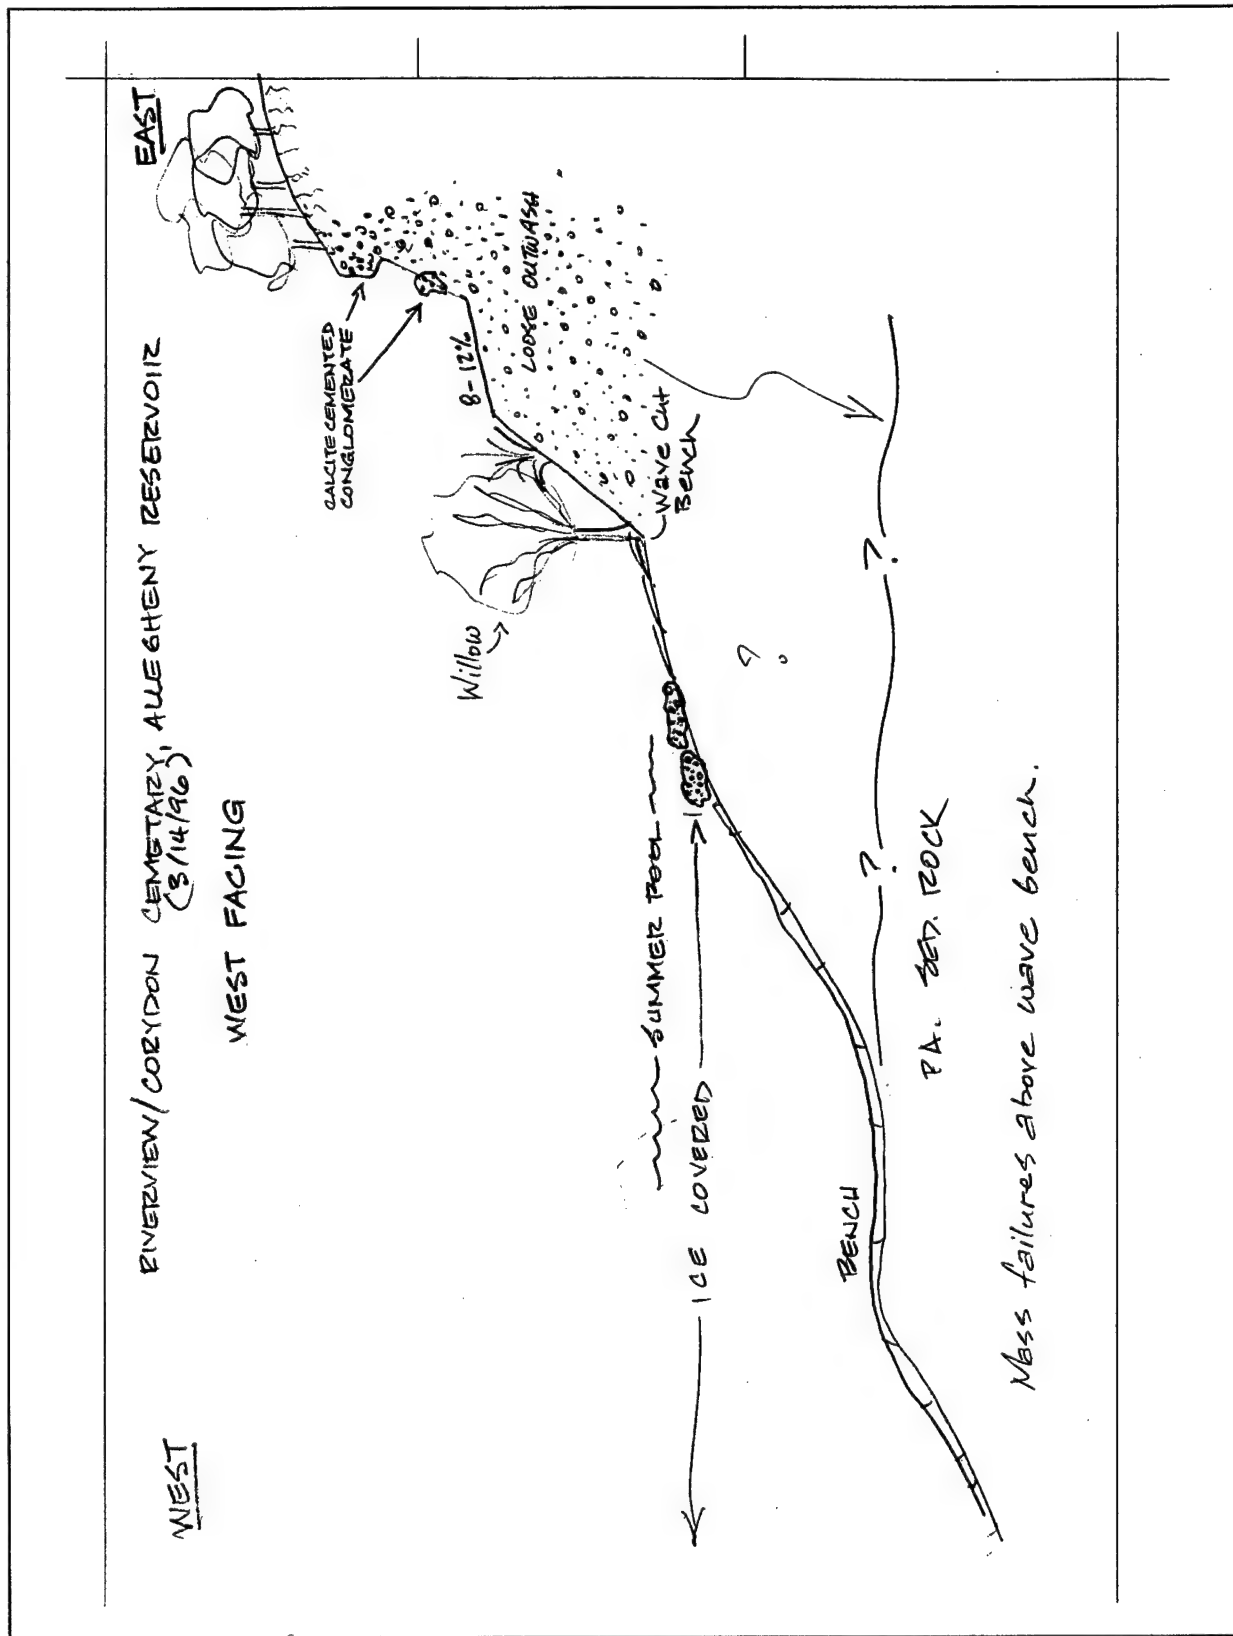 RIVERVIEW/CORYDON CEMETARY, ALLEGHENY RESERVOIR
(3/14/96)
WEST
EAST
WEST FACING
CALCITE CEMENTED
CONGLOMERATE
8-12%
LOOSE OUTWASH
Willow
Wave Cut
Bench
SUMMER POOL
?
ICE COVERED
?
?
BENCH
PA. SED. ROCK
Mass failures above wave bench.